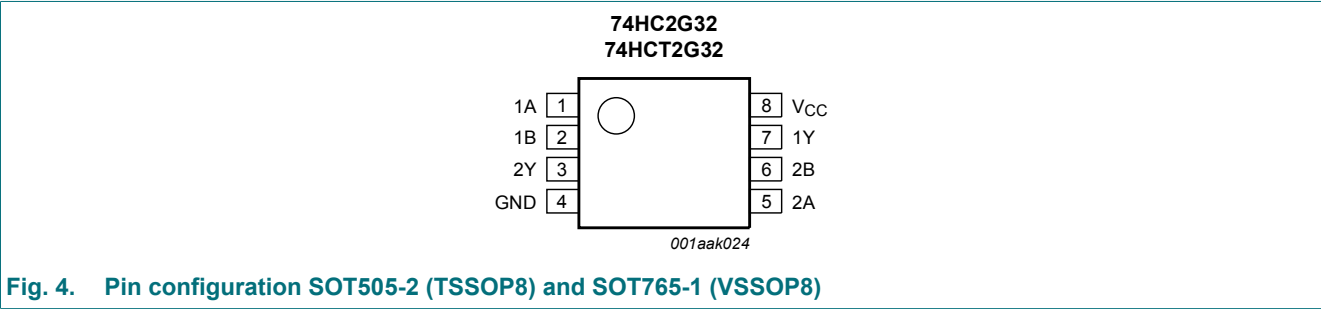 74HC2G32
74HCT2G32
1A 1 8 VCC
1B 2 7 1Y
2Y 3 6 2B
GND 4 5 2A
001aak024
Fig. 4. Pin configuration SOT505-2 (TSSOP8) and SOT765-1 (VSSOP8)